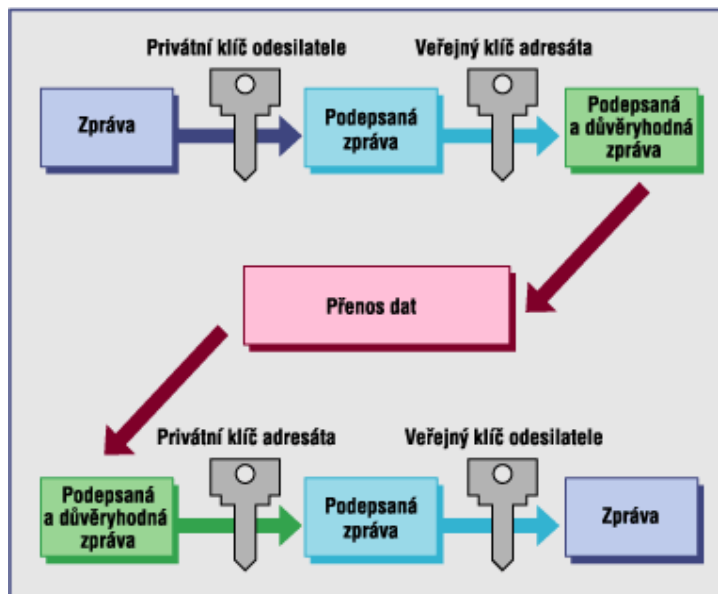 Privátní klíč odesilatele
Veřejný klíč adresáta
Zpráva
Podepsaná
zpráva
Podepsaná
a důvěryhodná
zpráva
Přenos dat
Privátní klíč adresáta
Veřejný klíč odesilatele
Podepsaná
a důvěryhodná
zpráva
Podepsaná
zpráva
Zpráva